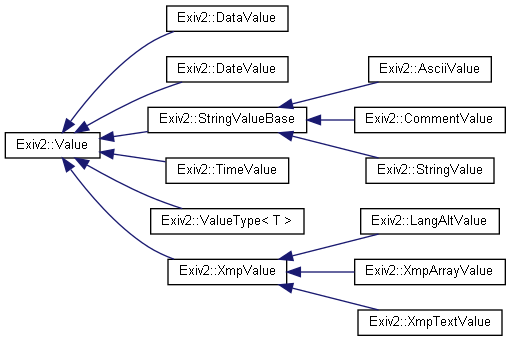 Exiv2::DataValue
Exiv2::DateValue
Exiv2::AsciiValue
Exiv2::StringValueBase
Exiv2::CommentValue
Exiv2::Value
Exiv2::TimeValue
Exiv2::StringValue
Exiv2::ValueType< T >
Exiv2::LangAltValue
Exiv2::XmpValue
Exiv2::XmpArrayValue
Exiv2::XmpTextValue